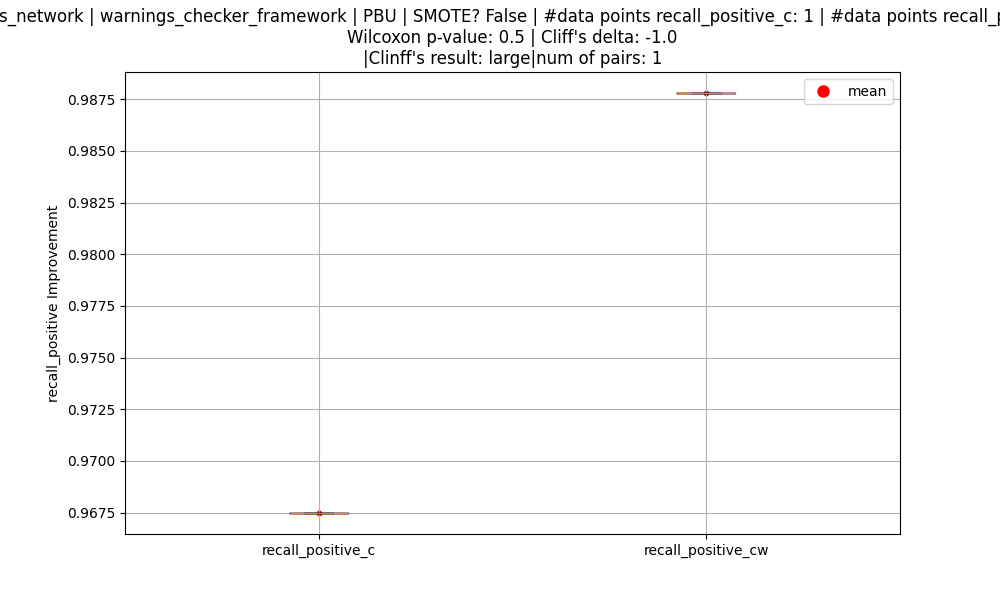 s_network | warnings_checker_framework | PBU | SMOTE? False | #data points recall_positive_c: 1 | #data points
Wilcoxon p-value: 0.5 | Cliff's delta: -1.0
|Clinff's result: large|num of pairs: 1
mean
0.9875
0.9850
0.9825
0.9800
0.9775
0.9750
0.9725
0.9700
0.9675
recall_positive Improvement
recall_positive_c
recall_positive_cw